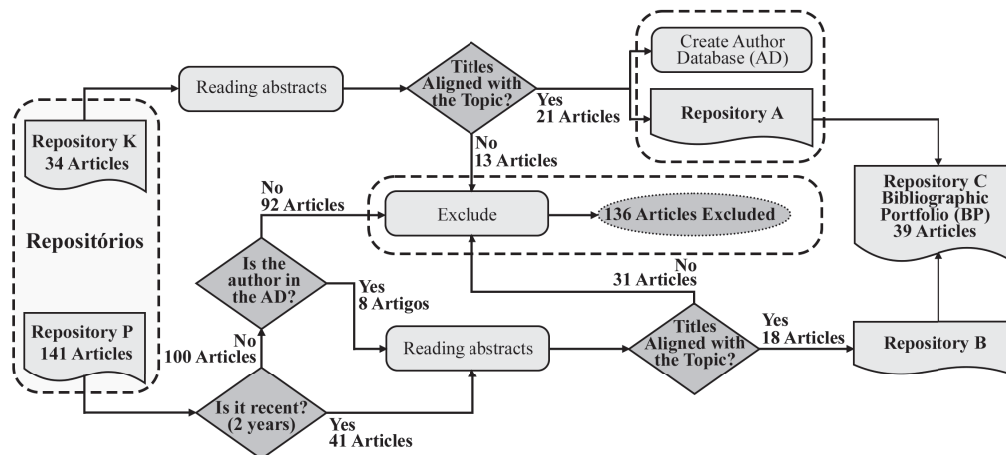 Create Author
Database (AD)
Titles
Aligned with
the Topic?
Reading abstracts
Yes
21 Articles
Repository A
Repository K
34 Articles
No
13 Articles
No
92 Articles
Repository C
Bibliographic
Portfolio (BP)
39 Articles
Exclude
136 Articles Excluded
Repositórios
Is the
author in
the AD?
No
31 Articles
Yes
8 Artigos
Repository P
141 Articles
No
100 Articles
Reading abstracts
Titles
Aligned with
the Topic?
Yes
18 Articles
Repository B
Is it recent?
(2 years)
Yes
41 Articles